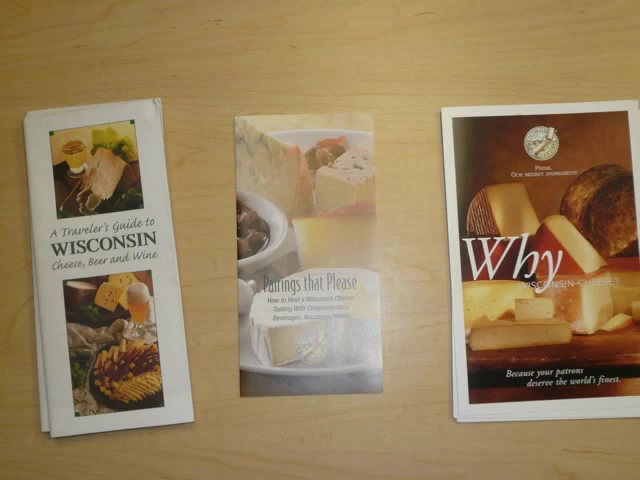 A Traveler's Guide to
WISCONSIN
Cheese, Beer and Wine
Pairings that Please
How to Host a Wisconsin Cheese
Tasting With Complementary
Beverages,
PRIDE.
OUR SECRET INGREDIENT.
Why
WISCONSIN CHEESE?
Because your patrons
deserve the world's finest.